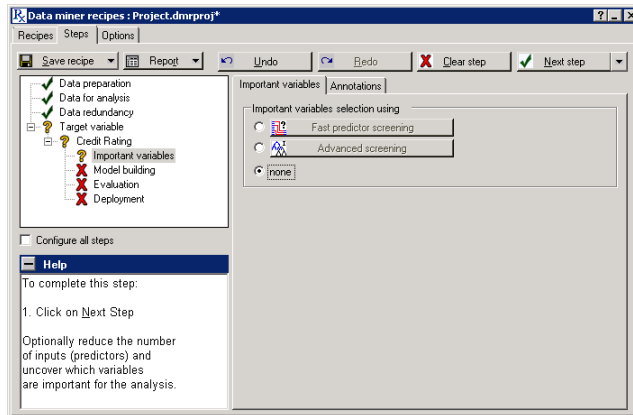 Data miner recipes : Project.dmrproj*
Recipes Steps Options
Save recipe Report Undo Redo Clear step Next step
Data preparation
Data for analysis
Data redundancy
Target variable
Credit Rating
Important variables
Model building
Evaluation
Deployment
Configure all steps
Help
To complete this step:
1. Click on Next Step
Optionally reduce the number
of inputs (predictors) and
uncover which variables
are important for the analysis.
Important variables Annotations
Important variables selection using
Fast predictor screening
Advanced screening
none